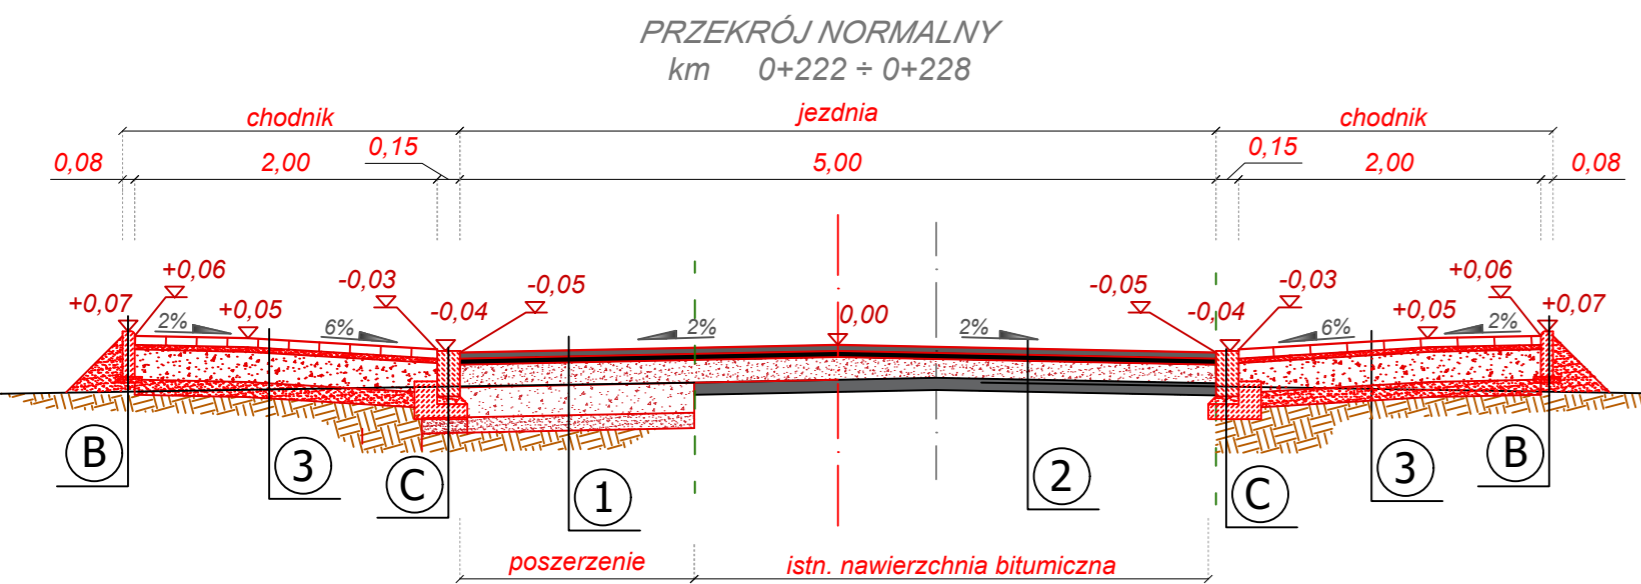 PRZEKRÓJ NORMALNY
km 0+222 ÷ 0+228
chodnik jezdnia chodnik
0,08 2,00 0,15 5,00 0,15 2,00 0,08
+0,06 -0,03 -0,05 -0,05 -0,03 +0,06
+0,07 +0,05 -0,04 0,00 -0,04 +0,05 +0,07
2% 6% 2% 2% 6% 2%
B 3 C 1 2 C 3 B
poszerzenie istn. nawierzchnia bitumiczna